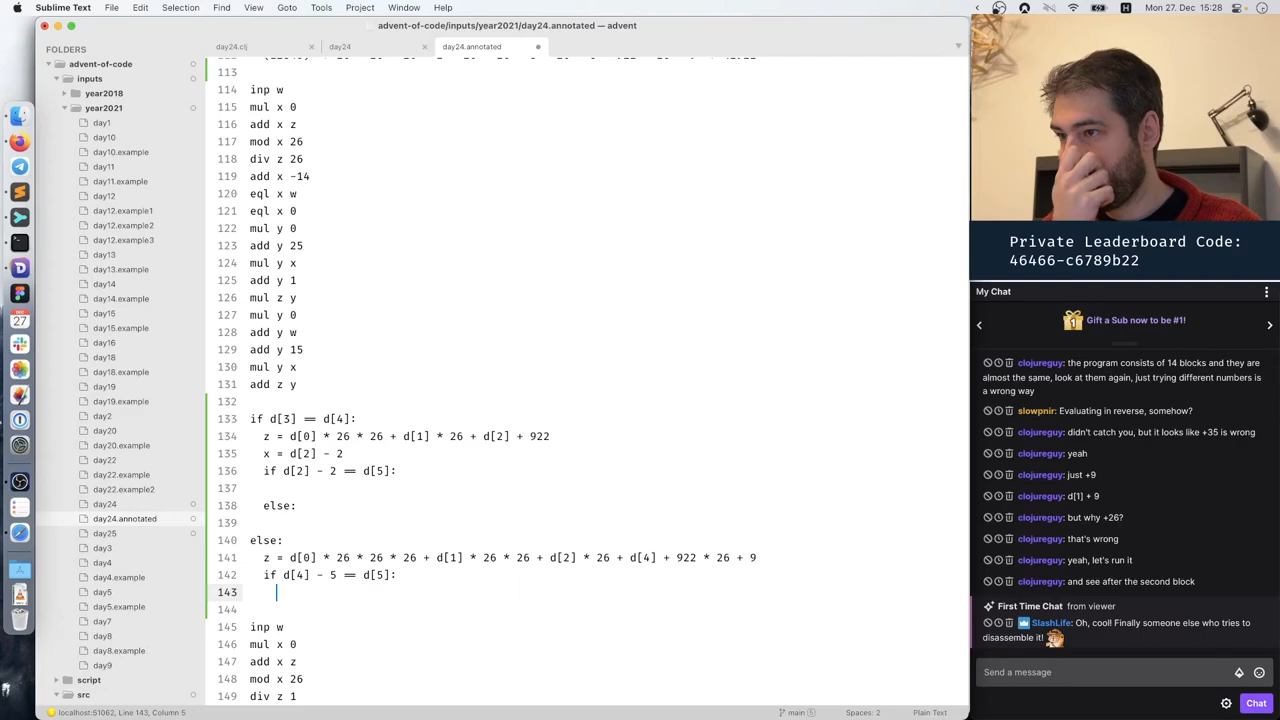 Sublime Text File Edit Selection Find View Goto Tools Project Window Help
Mon 27. Dec 15:28
advent-of-code/inputs/year2021/day24.annotated — advent
FOLDERS
advent-of-code
inputs
year2018
year2021
day1
day10
day10.example
day11
day11.example
day12
day12.example1
day12.example2
day12.example3
day13
day13.example
day14
day14.example
day15
day15.example
day16
day18
day18.example
day19
day19.example
day2
day20
day20.example
day22
day22.example
day22.example2
day24
day24.annotated
day25
day3
day4
day4.example
day5
day5.example
day7
day8
day8.example
day9
script
src
day24.clj
day24
day24.annotated
113
114 inp w
115 mul x 0
116 add x z
117 mod x 26
118 div z 26
119 add x -14
120 eql x w
121 eql x 0
122 mul y 0
123 add y 25
124 mul y x
125 add y 1
126 mul z y
127 mul y 0
128 add y w
129 add y 15
130 mul y x
131 add z y
132
133 if d[3] == d[4]:
134 z = d[0] * 26 * 26 + d[1] * 26 + d[2] + 922
135 x = d[2] - 2
136 if d[2] - 2 == d[5]:
137
138 else:
139
140 else:
141 z = d[0] * 26 * 26 * 26 + d[1] * 26 * 26 + d[2] * 26 + d[4] + 922 * 26 + 9
142 if d[4] - 5 == d[5]:
143
144
145 inp w
146 mul x 0
147 add x z
148 mod x 26
149 div z 1
localhost:51062, Line 143, Column 5
main 5
Spaces: 2
Plain Text
Private Leaderboard Code:
46466-c6789b22
My Chat
Gift a Sub now to be #1!
clojureguy: the program consists of 14 blocks and they are
almost the same, look at them again, just trying different numbers is
a wrong way
slowpnir: Evaluating in reverse, somehow?
clojureguy: didn't catch you, but it looks like +35 is wrong
clojureguy: yeah
clojureguy: just +9
clojureguy: d[1] + 9
clojureguy: but why +26?
clojureguy: that's wrong
clojureguy: yeah, let's run it
clojureguy: and see after the second block
First Time Chat from viewer
SlashLife: Oh, cool! Finally someone else who tries to
disassemble it!
Send a message
Chat